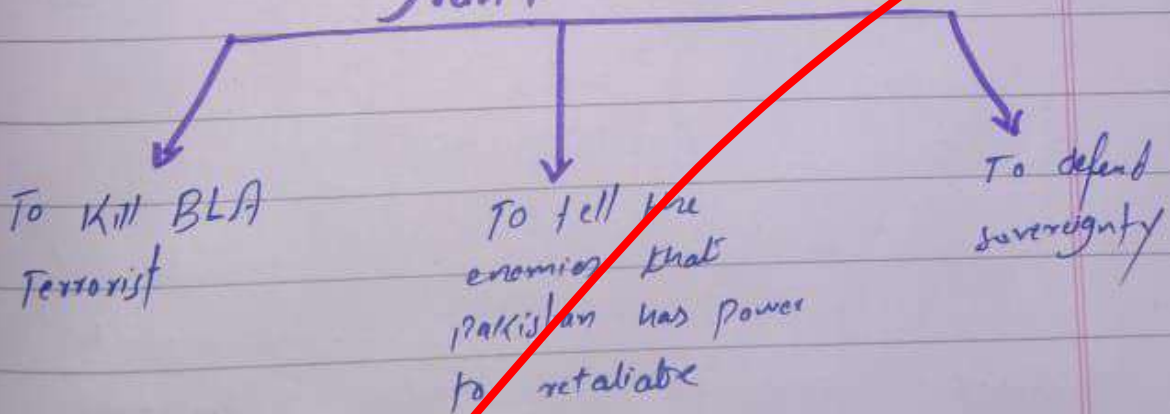 To Kill BLA
Terrorist
To tell the
enemies that
Pakistan has power
to retaliate
To defend
sovereignty